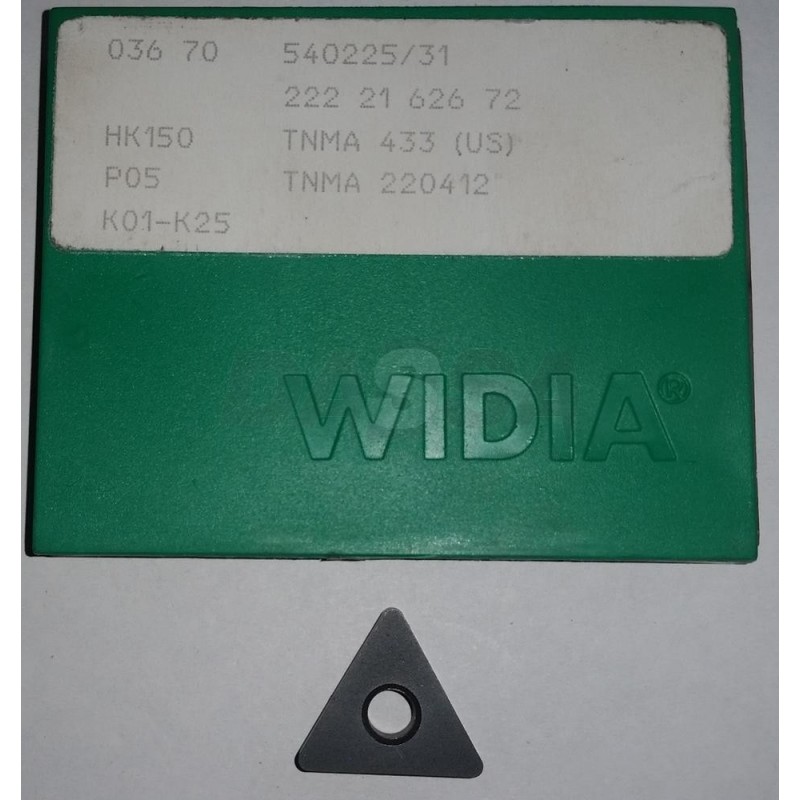 036 70 540225/31
222 21 626 72
HK150 TNMA 433 (US)
P05 TNMA 220412
K01-K25
WIDIA®